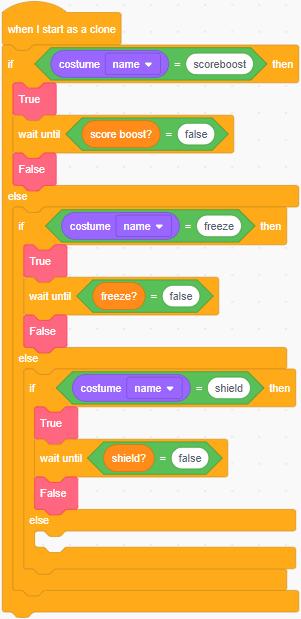 when I start as a clone
if costume name = scoreboost then
True
wait until score boost? = false
False
else
if costume name = freeze then
True
wait until freeze? = false
False
else
if costume name = shield then
True
wait until shield? = false
False
else